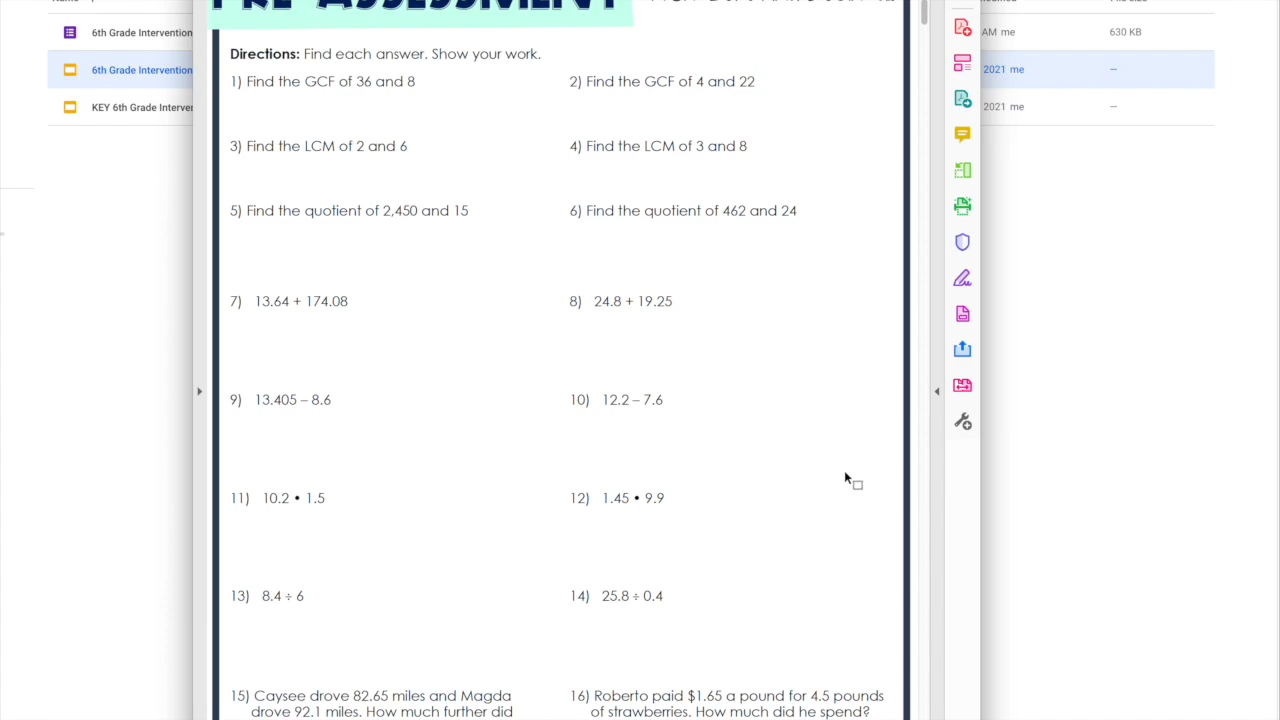 PRE-ASSESSMENT
6th Grade Intervention
AM me
630 KB
6th Grade Intervention
2021 me
—
KEY 6th Grade Interven
2021 me
—
Directions: Find each answer. Show your work.
1) Find the GCF of 36 and 8
2) Find the GCF of 4 and 22
3) Find the LCM of 2 and 6
4) Find the LCM of 3 and 8
5) Find the quotient of 2,450 and 15
6) Find the quotient of 462 and 24
7) 13.64 + 174.08
8) 24.8 + 19.25
9) 13.405 – 8.6
10) 12.2 – 7.6
11) 10.2 • 1.5
12) 1.45 • 9.9
13) 8.4 ÷ 6
14) 25.8 ÷ 0.4
15) Caysee drove 82.65 miles and Magda
drove 92.1 miles. How much further did
16) Roberto paid $1.65 a pound for 4.5 pounds
of strawberries. How much did he spend?